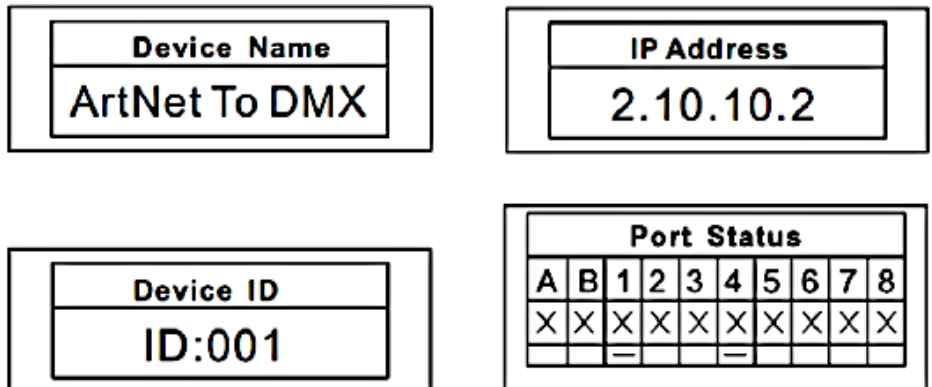 Device Name
ArtNet To DMX
IP Address
2.10.10.2
Device ID
ID:001
Port Status
A B 1 2 3 4 5 6 7 8
X X X X X X X X X X
— —